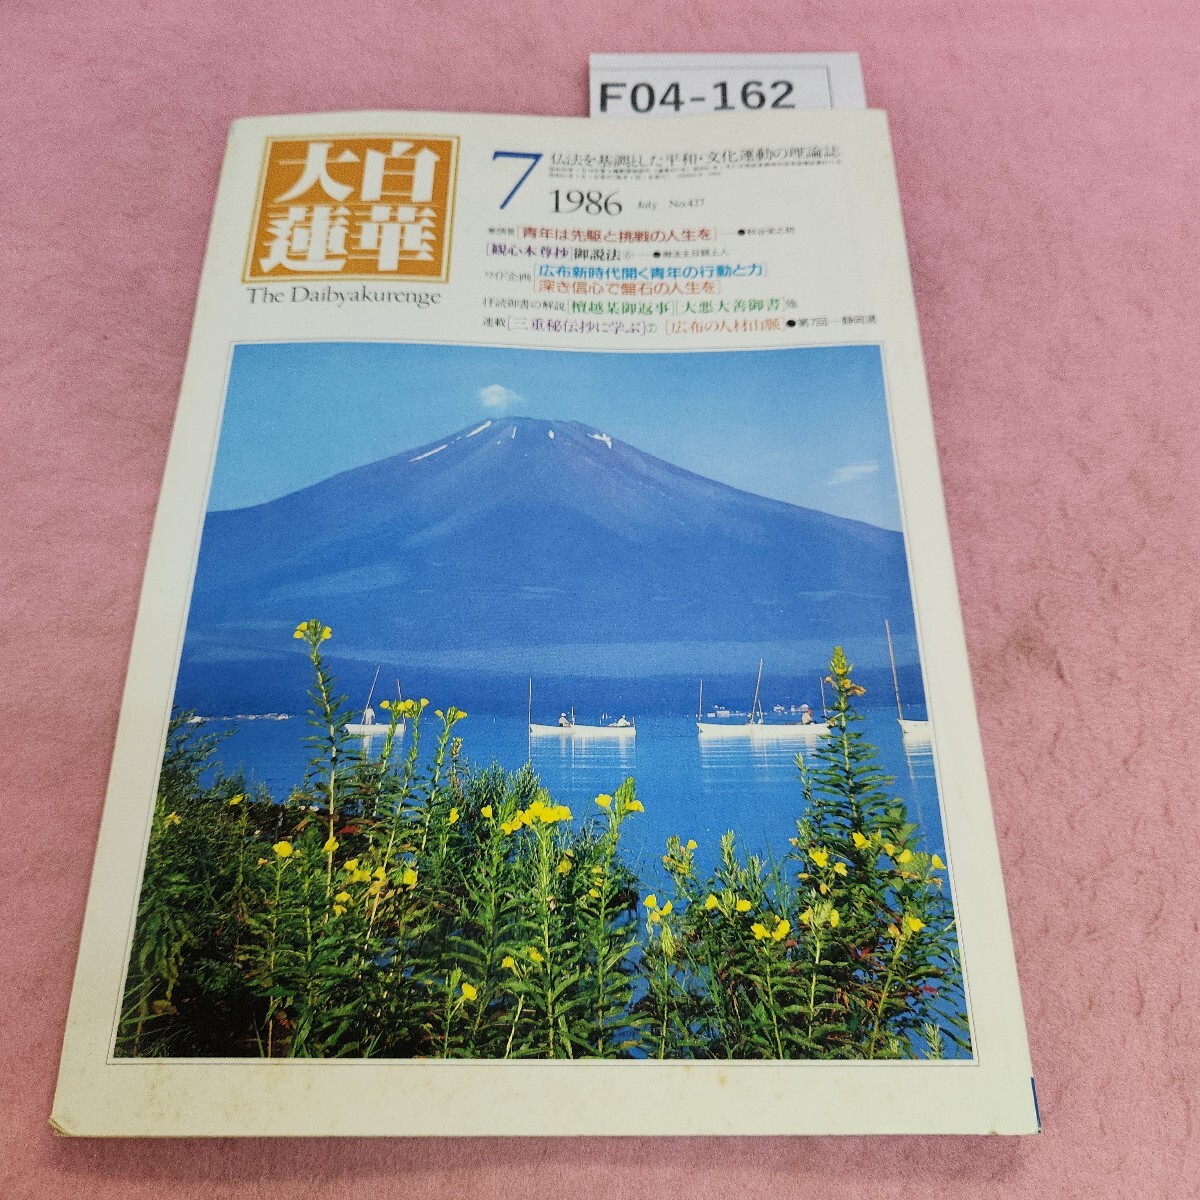 F04-162
大白
蓮華
The Daibyakurenge
7
仏法を基調とした平和・文化運動の理論誌
1986 July No.427
[青年は先駆と挑戦の人生を]
[観心本尊抄]御説法
ワイド企画[広布新時代開く青年の行動と力]
[深き信心で盤石の人生を]
拝読御書の解説[檀越某御返事][大悪大善御書]他
連載[三重秘伝抄に学ぶ]⑦ [広布の人材山脈]●第7回―静岡県